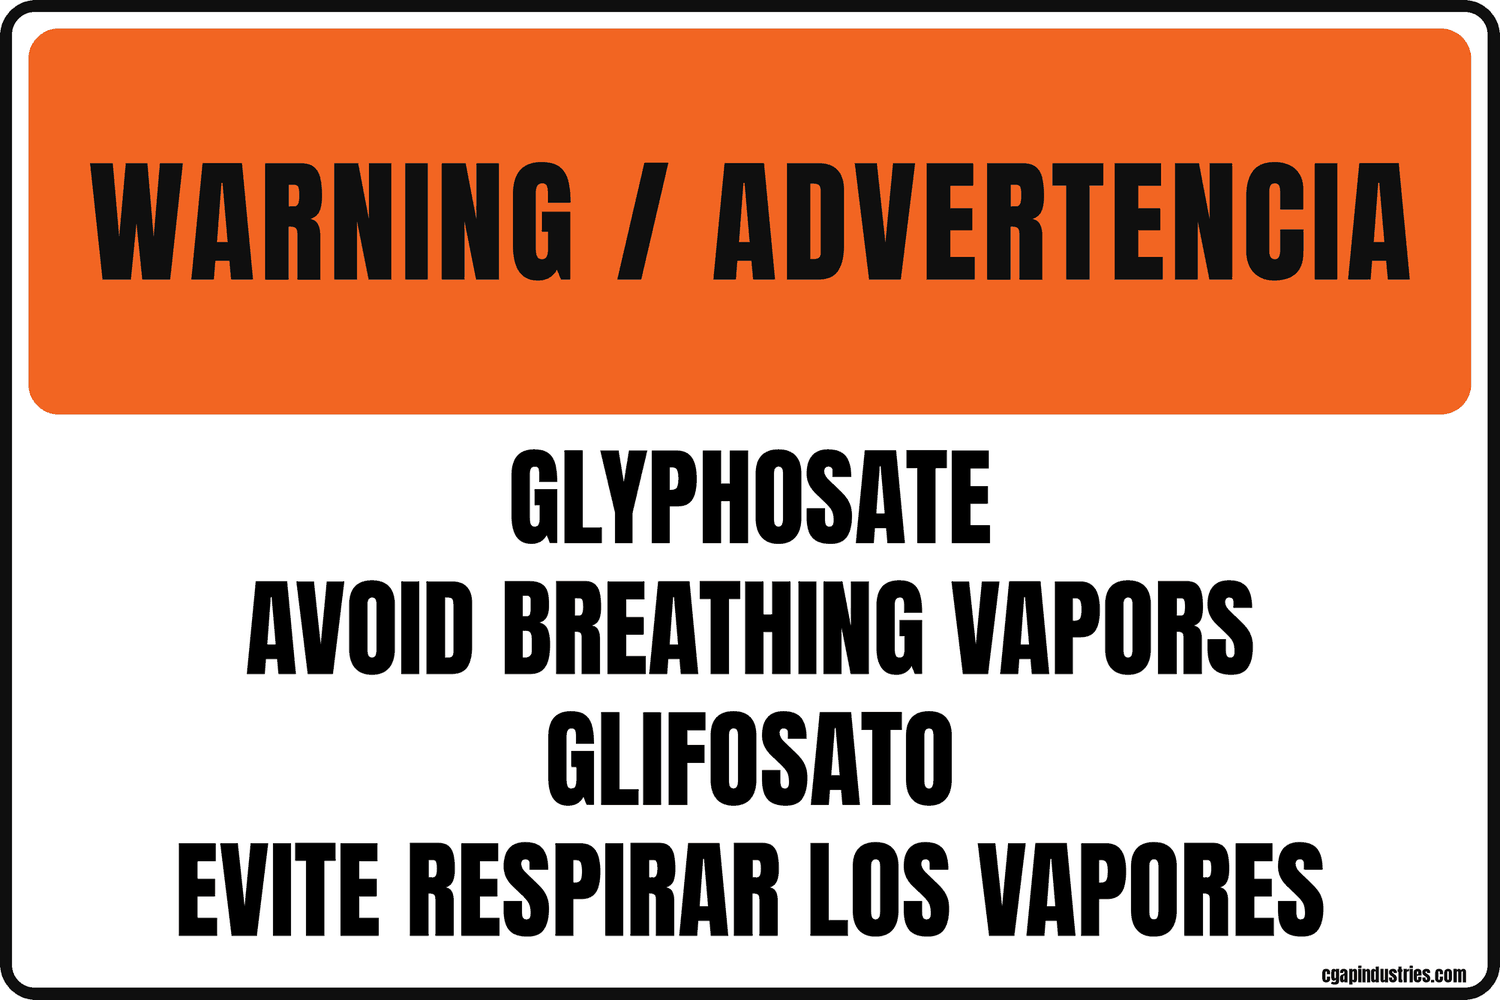 WARNING / ADVERTENCIA
GLYPHOSATE
AVOID BREATHING VAPORS
GLIFOSATO
EVITE RESPIRAR LOS VAPORES
cgapindustries.com